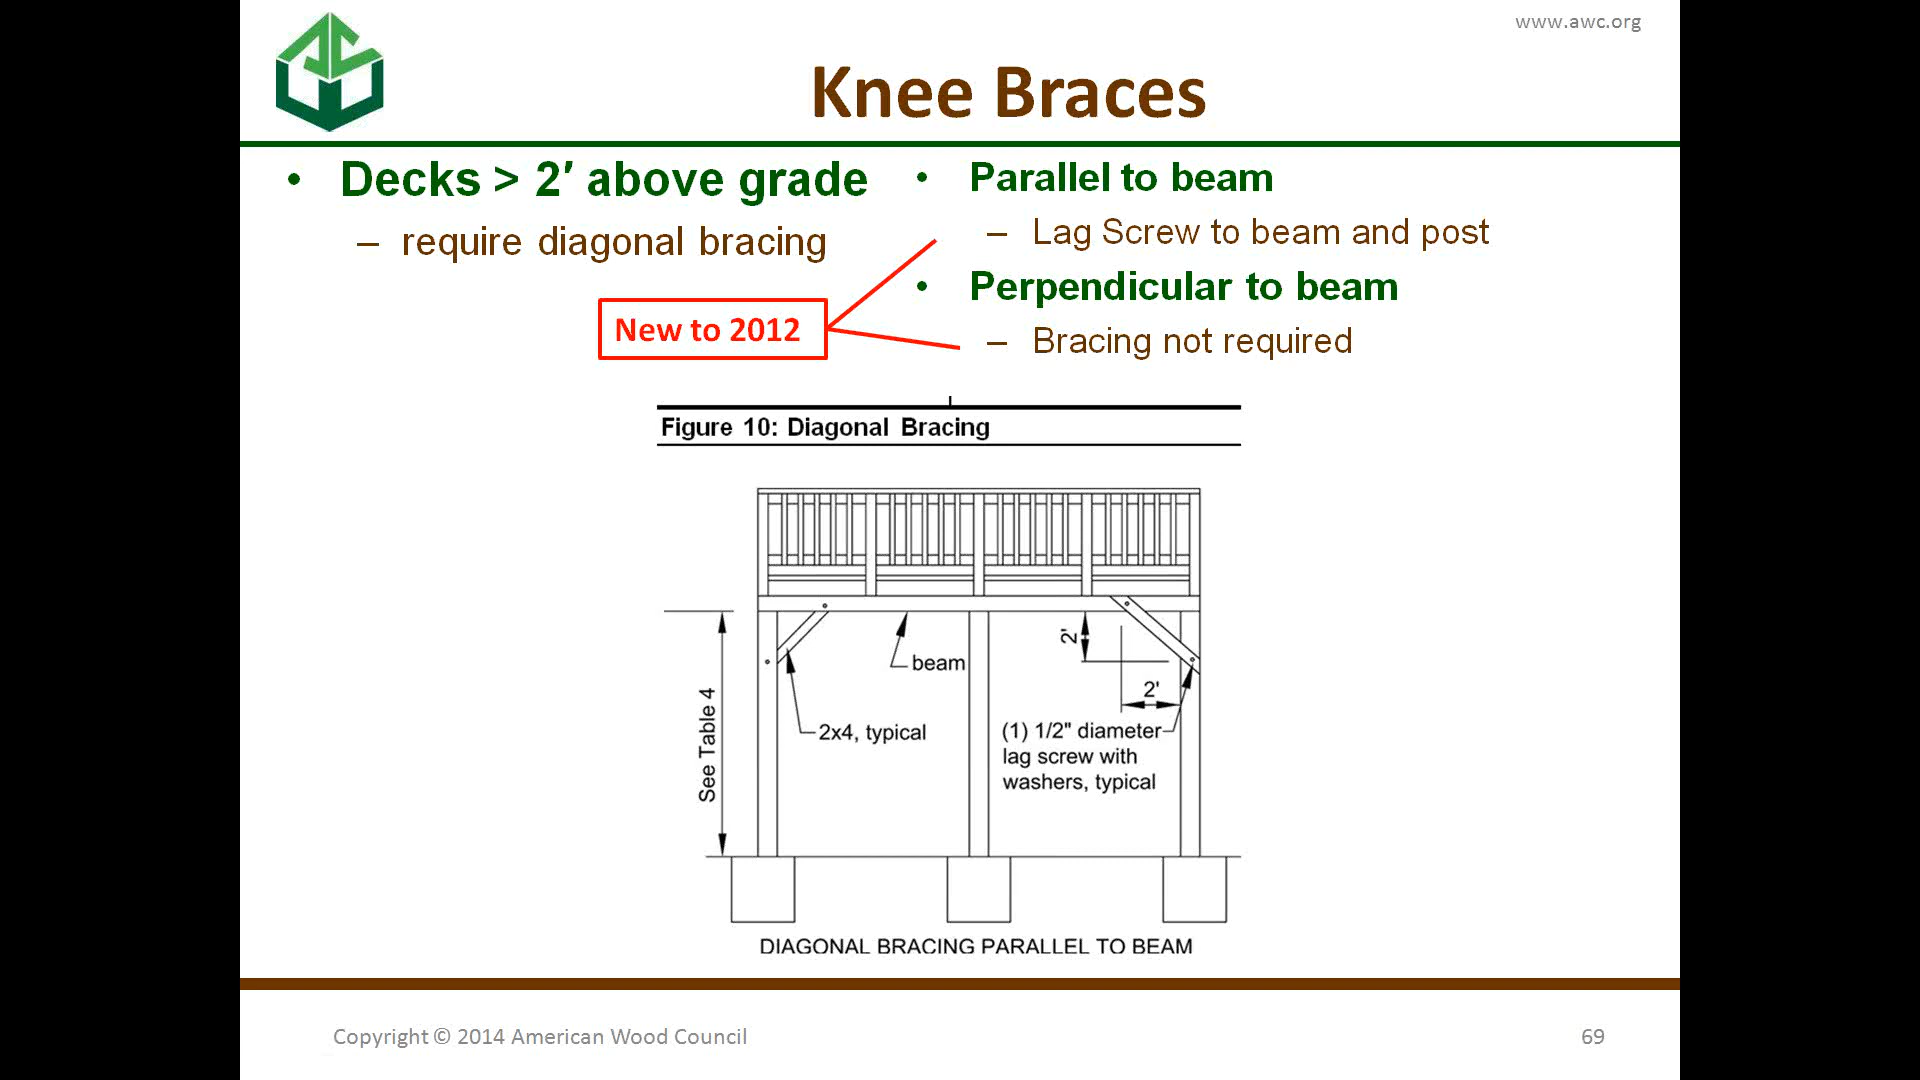 www.awc.org
Knee Braces
• Decks > 2′ above grade
– require diagonal bracing
• Parallel to beam
– Lag Screw to beam and post
• Perpendicular to beam
– Bracing not required
New to 2012
Figure 10: Diagonal Bracing
beam
2'
2'
See Table 4
2x4, typical
(1) 1/2" diameter
lag screw with
washers, typical
DIAGONAL BRACING PARALLEL TO BEAM
Copyright © 2014 American Wood Council
69